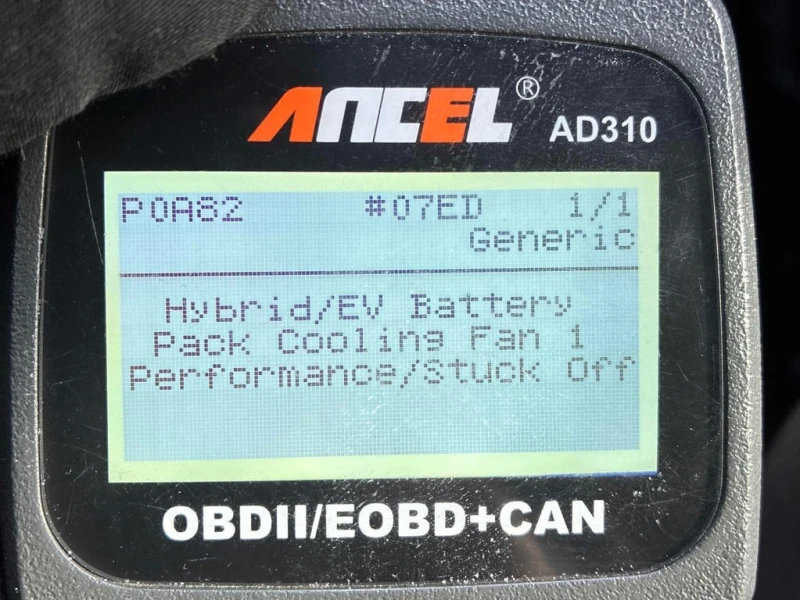 ANCEL® AD310
P0A82 #07ED 1/1
Generic
Hybrid/EV Battery
Pack Cooling Fan 1
Performance/Stuck Off
OBDII/EOBD+CAN